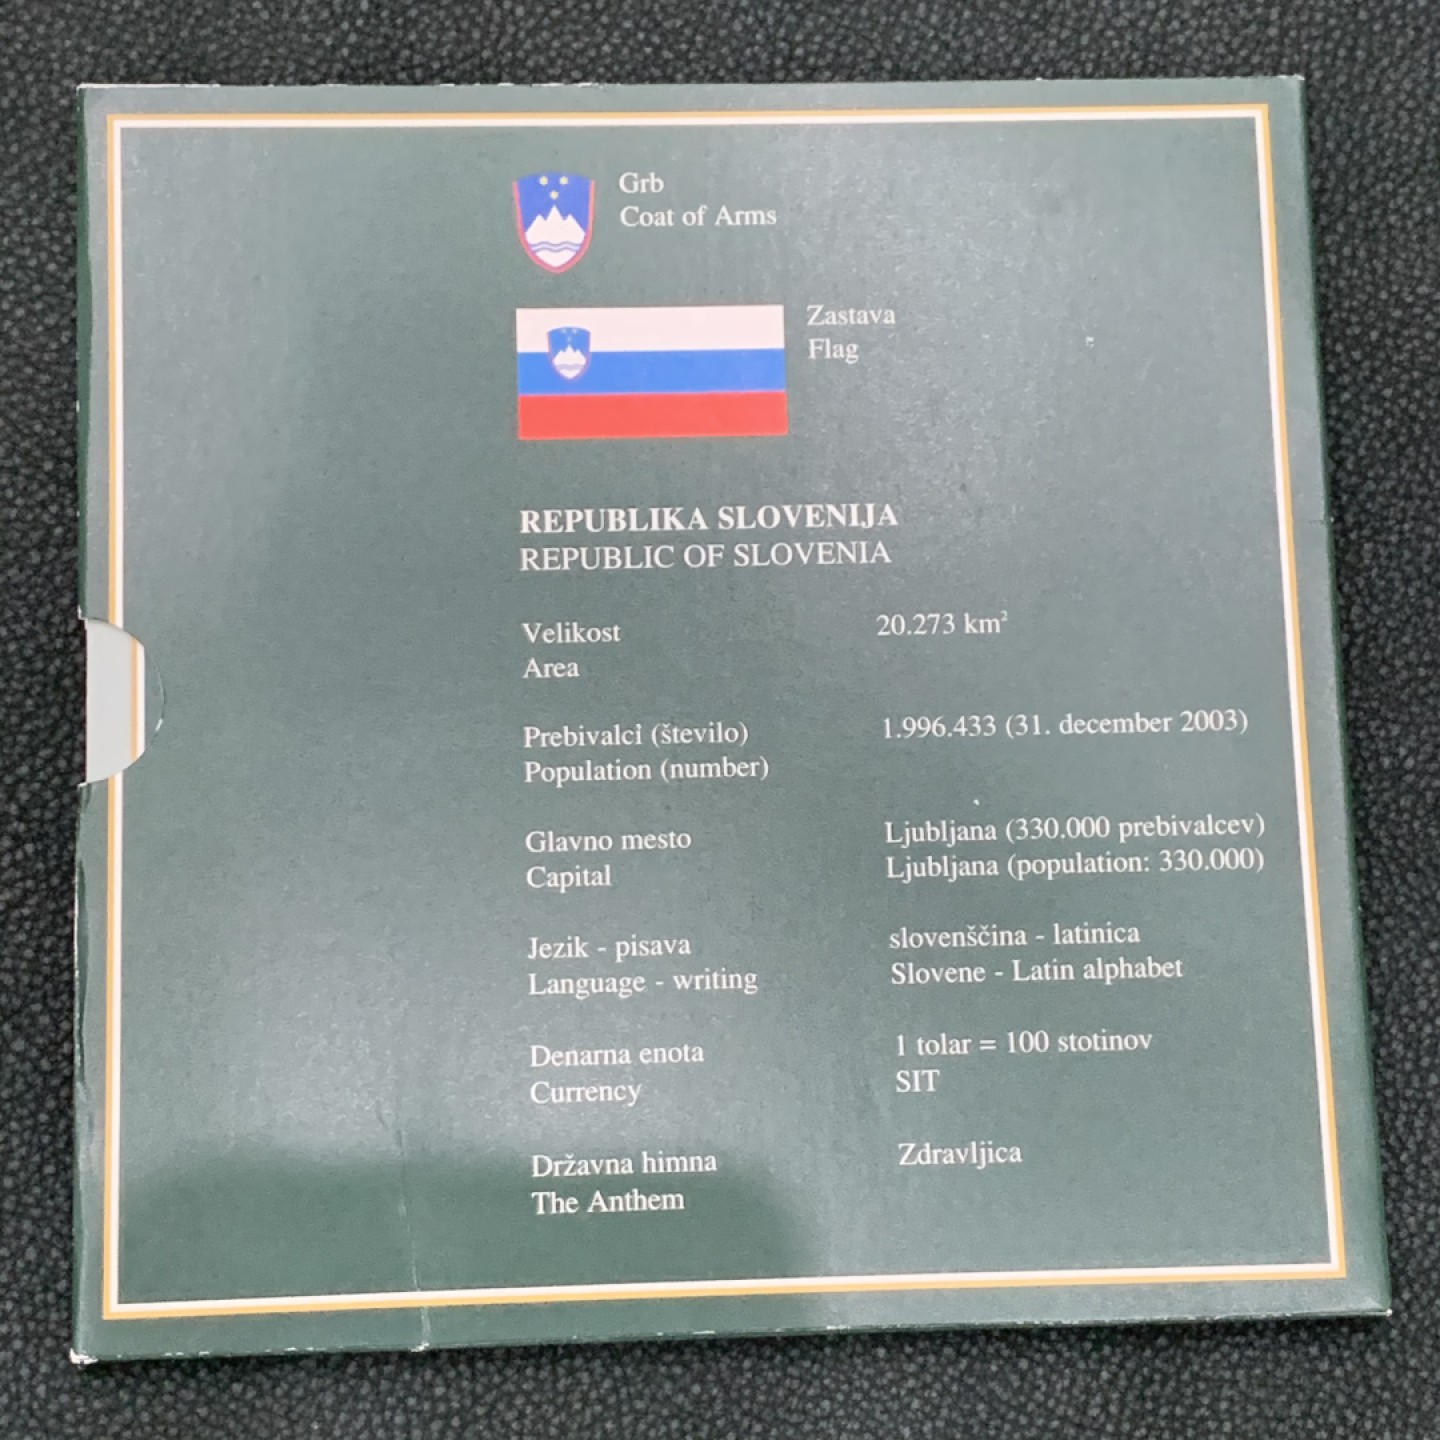 Grb
Coat of Arms
Zastava
Flag
REPUBLIKA SLOVENIJA
REPUBLIC OF SLOVENIA
Velikost 20.273 km²
Area
Prebivalci (število) 1.996.433 (31. december 2003)
Population (number)
Glavno mesto Ljubljana (330.000 prebivalcev)
Capital Ljubljana (population: 330.000)
Jezik - pisava slovenščina - latinica
Language - writing Slovene - Latin alphabet
Denarna enota 1 tolar = 100 stotinov
Currency SIT
Državna himna Zdravljica
The Anthem